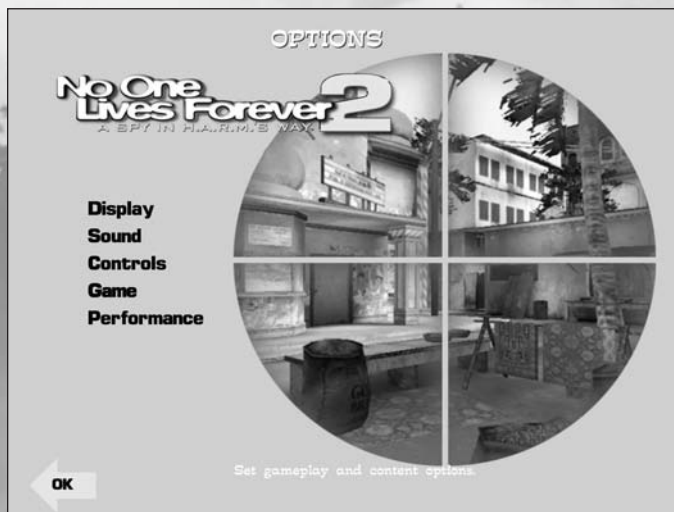 OPTIONS
No One
Lives Forever 2
A SPY IN H.A.R.M.'S WAY
Display
Sound
Controls
Game
Performance
Set gameplay and content options.
OK